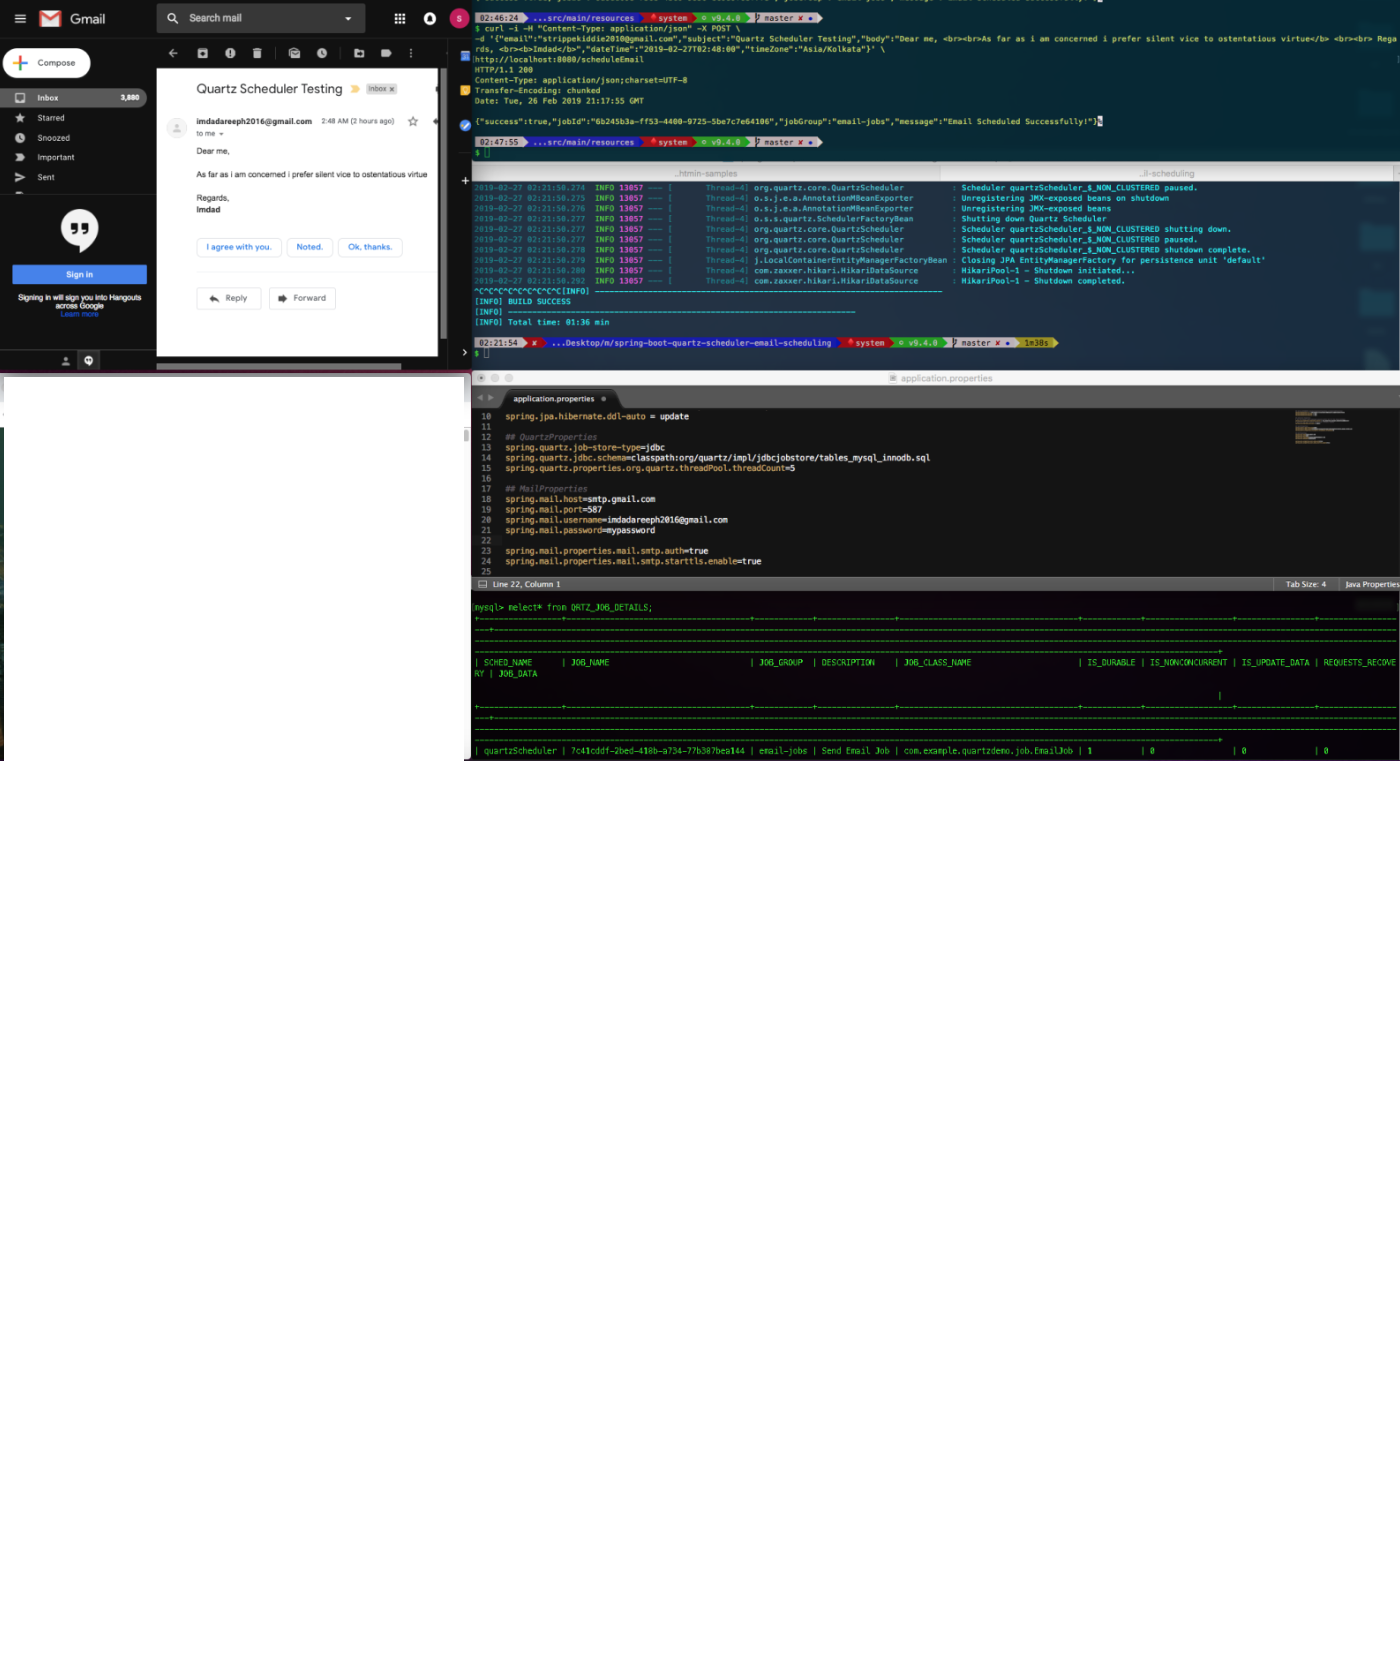 Gmail
Search mail
S
Compose
Inbox 3,880
Starred
Snoozed
Important
Sent
Sign in
Signing in will sign you into Hangouts
across Google
Learn more
Quartz Scheduler Testing Inbox x
imdadareeph2016@gmail.com 2:48 AM (2 hours ago)
to me
Dear me,
As far as i am concerned i prefer silent vice to ostentatious virtue
Regards,
Imdad
I agree with you. Noted. Ok, thanks.
Reply Forward
02:46:24 ...src/main/resources system v9.4.0 master ✘
$ curl -i -H "Content-Type: application/json" -X POST \
-d '{"email":"strippekiddie2010@gmail.com","subject":"Quartz Scheduler Testing","body":"Dear me, <br><br>As far as i am concerned i prefer silent vice to ostentatious virtue</b> <br><br> Rega
rds, <br><b>Imdad</b>","dateTime":"2019-02-27T02:48:00","timeZone":"Asia/Kolkata"}' \
http://localhost:8080/scheduleEmail
HTTP/1.1 200
Content-Type: application/json;charset=UTF-8
Transfer-Encoding: chunked
Date: Tue, 26 Feb 2019 21:17:55 GMT
{"success":true,"jobId":"6b245b3a-ff53-4400-9725-5be7c7e64106","jobGroup":"email-jobs","message":"Email Scheduled Successfully!"}%
02:47:55 ...src/main/resources system v9.4.0 master ✘
$
..htmin-samples ..il-scheduling
2019-02-27 02:21:50.274 INFO 13057 --- [ Thread-4] org.quartz.core.QuartzScheduler : Scheduler quartzScheduler_$_NON_CLUSTERED paused.
2019-02-27 02:21:50.275 INFO 13057 --- [ Thread-4] o.s.j.e.a.AnnotationMBeanExporter : Unregistering JMX-exposed beans on shutdown
2019-02-27 02:21:50.276 INFO 13057 --- [ Thread-4] o.s.j.e.a.AnnotationMBeanExporter : Unregistering JMX-exposed beans
2019-02-27 02:21:50.277 INFO 13057 --- [ Thread-4] o.s.s.quartz.SchedulerFactoryBean : Shutting down Quartz Scheduler
2019-02-27 02:21:50.277 INFO 13057 --- [ Thread-4] org.quartz.core.QuartzScheduler : Scheduler quartzScheduler_$_NON_CLUSTERED shutting down.
2019-02-27 02:21:50.277 INFO 13057 --- [ Thread-4] org.quartz.core.QuartzScheduler : Scheduler quartzScheduler_$_NON_CLUSTERED paused.
2019-02-27 02:21:50.278 INFO 13057 --- [ Thread-4] org.quartz.core.QuartzScheduler : Scheduler quartzScheduler_$_NON_CLUSTERED shutdown complete.
2019-02-27 02:21:50.279 INFO 13057 --- [ Thread-4] j.LocalContainerEntityManagerFactoryBean : Closing JPA EntityManagerFactory for persistence unit 'default'
2019-02-27 02:21:50.280 INFO 13057 --- [ Thread-4] com.zaxxer.hikari.HikariDataSource : HikariPool-1 - Shutdown initiated...
2019-02-27 02:21:50.292 INFO 13057 --- [ Thread-4] com.zaxxer.hikari.HikariDataSource : HikariPool-1 - Shutdown completed.
^C^C^C^C^C^C^C^C^C[INFO] ------------------------------------------------------------------------
[INFO] BUILD SUCCESS
[INFO] ------------------------------------------------------------------------
[INFO] Total time: 01:36 min
02:21:54 ✘ ...Desktop/m/spring-boot-quartz-scheduler-email-scheduling system v9.4.0 master ✘ 1m38s
$
application.properties
application.properties
10 spring.jpa.hibernate.ddl-auto = update
11
12 ## QuartzProperties
13 spring.quartz.job-store-type=jdbc
14 spring.quartz.jdbc.schema=classpath:org/quartz/impl/jdbcjobstore/tables_mysql_innodb.sql
15 spring.quartz.properties.org.quartz.threadPool.threadCount=5
16
17 ## MailProperties
18 spring.mail.host=smtp.gmail.com
19 spring.mail.port=587
20 spring.mail.username=imdadareeph2016@gmail.com
21 spring.mail.password=mypassword
22
23 spring.mail.properties.mail.smtp.auth=true
24 spring.mail.properties.mail.smtp.starttls.enable=true
25
Line 22, Column 1 Tab Size: 4 Java Properties
mysql> melect* from QRTZ_JOB_DETAILS;
| SCHED_NAME | JOB_NAME | JOB_GROUP | DESCRIPTION | JOB_CLASS_NAME | IS_DURABLE | IS_NONCONCURRENT | IS_UPDATE_DATA | REQUESTS_RECOVE
RY | JOB_DATA
|
| quartzScheduler | 7c41cddf-2bed-418b-a734-77b387bea144 | email-jobs | Send Email Job | com.example.quartzdemo.job.EmailJob | 1 | 0 | 0 | 0